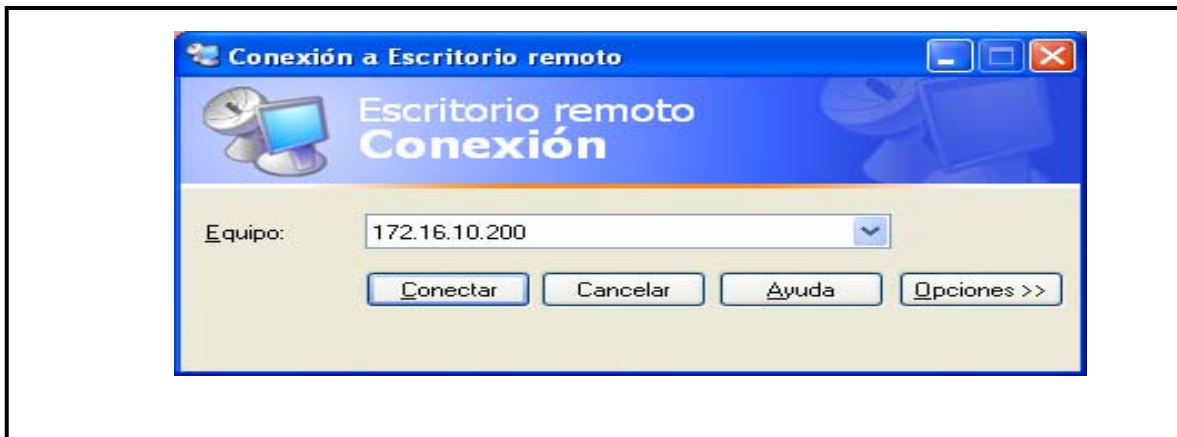 Conexión a Escritorio remoto
Escritorio remoto
Conexión
Equipo: 172.16.10.200
Conectar Cancelar Ayuda Opciones >>